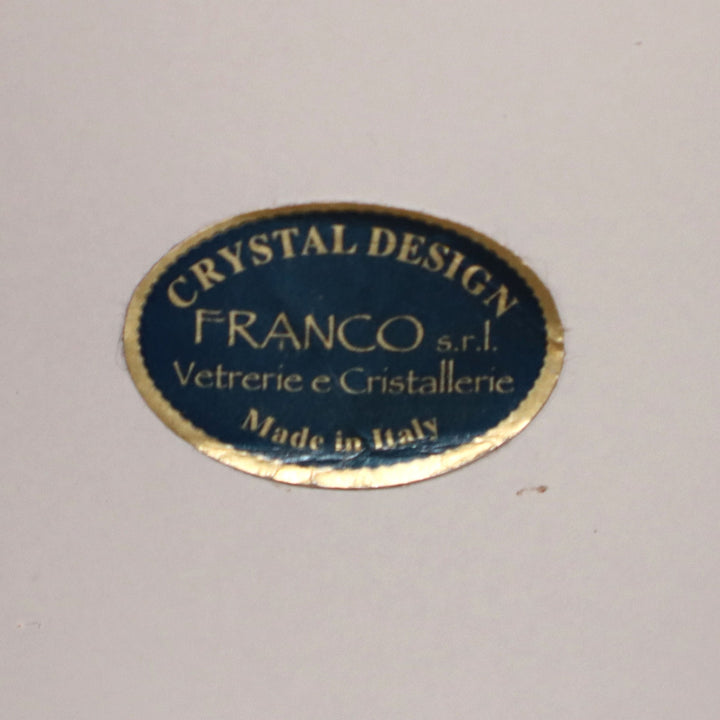 CRYSTAL DESIGN
FRANCO s.r.l.
Vetrerie e Cristallerie
Made in Italy